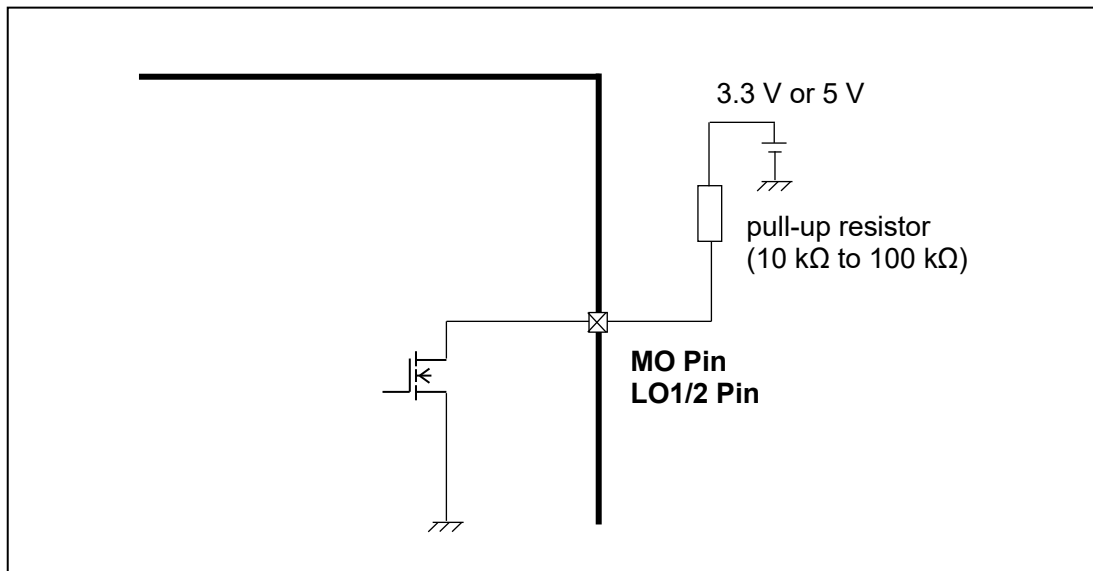 3.3 V or 5 V
pull-up resistor
(10 kΩ to 100 kΩ)
MO Pin
LO1/2 Pin